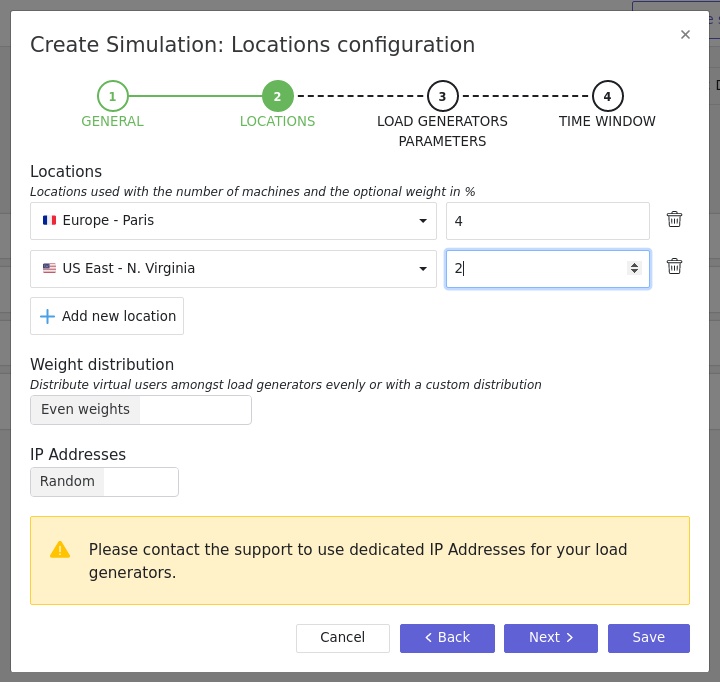 Create Simulation: Locations configuration
×
1
2
3
4
GENERAL
LOCATIONS
LOAD GENERATORS
PARAMETERS
TIME WINDOW
Locations
Locations used with the number of machines and the optional weight in %
Europe - Paris
4
US East - N. Virginia
2
Add new location
Weight distribution
Distribute virtual users amongst load generators evenly or with a custom distribution
Even weights
IP Addresses
Random
Please contact the support to use dedicated IP Addresses for your load
generators.
Cancel
Back
Next
Save